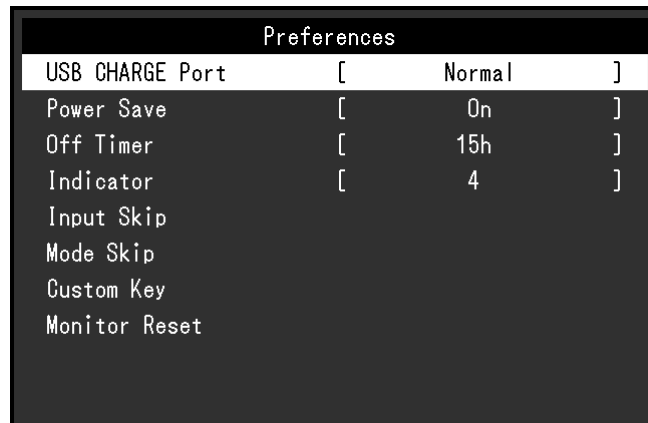 Preferences
USB CHARGE Port [ Normal ]
Power Save [ On ]
Off Timer [ 15h ]
Indicator [ 4 ]
Input Skip
Mode Skip
Custom Key
Monitor Reset